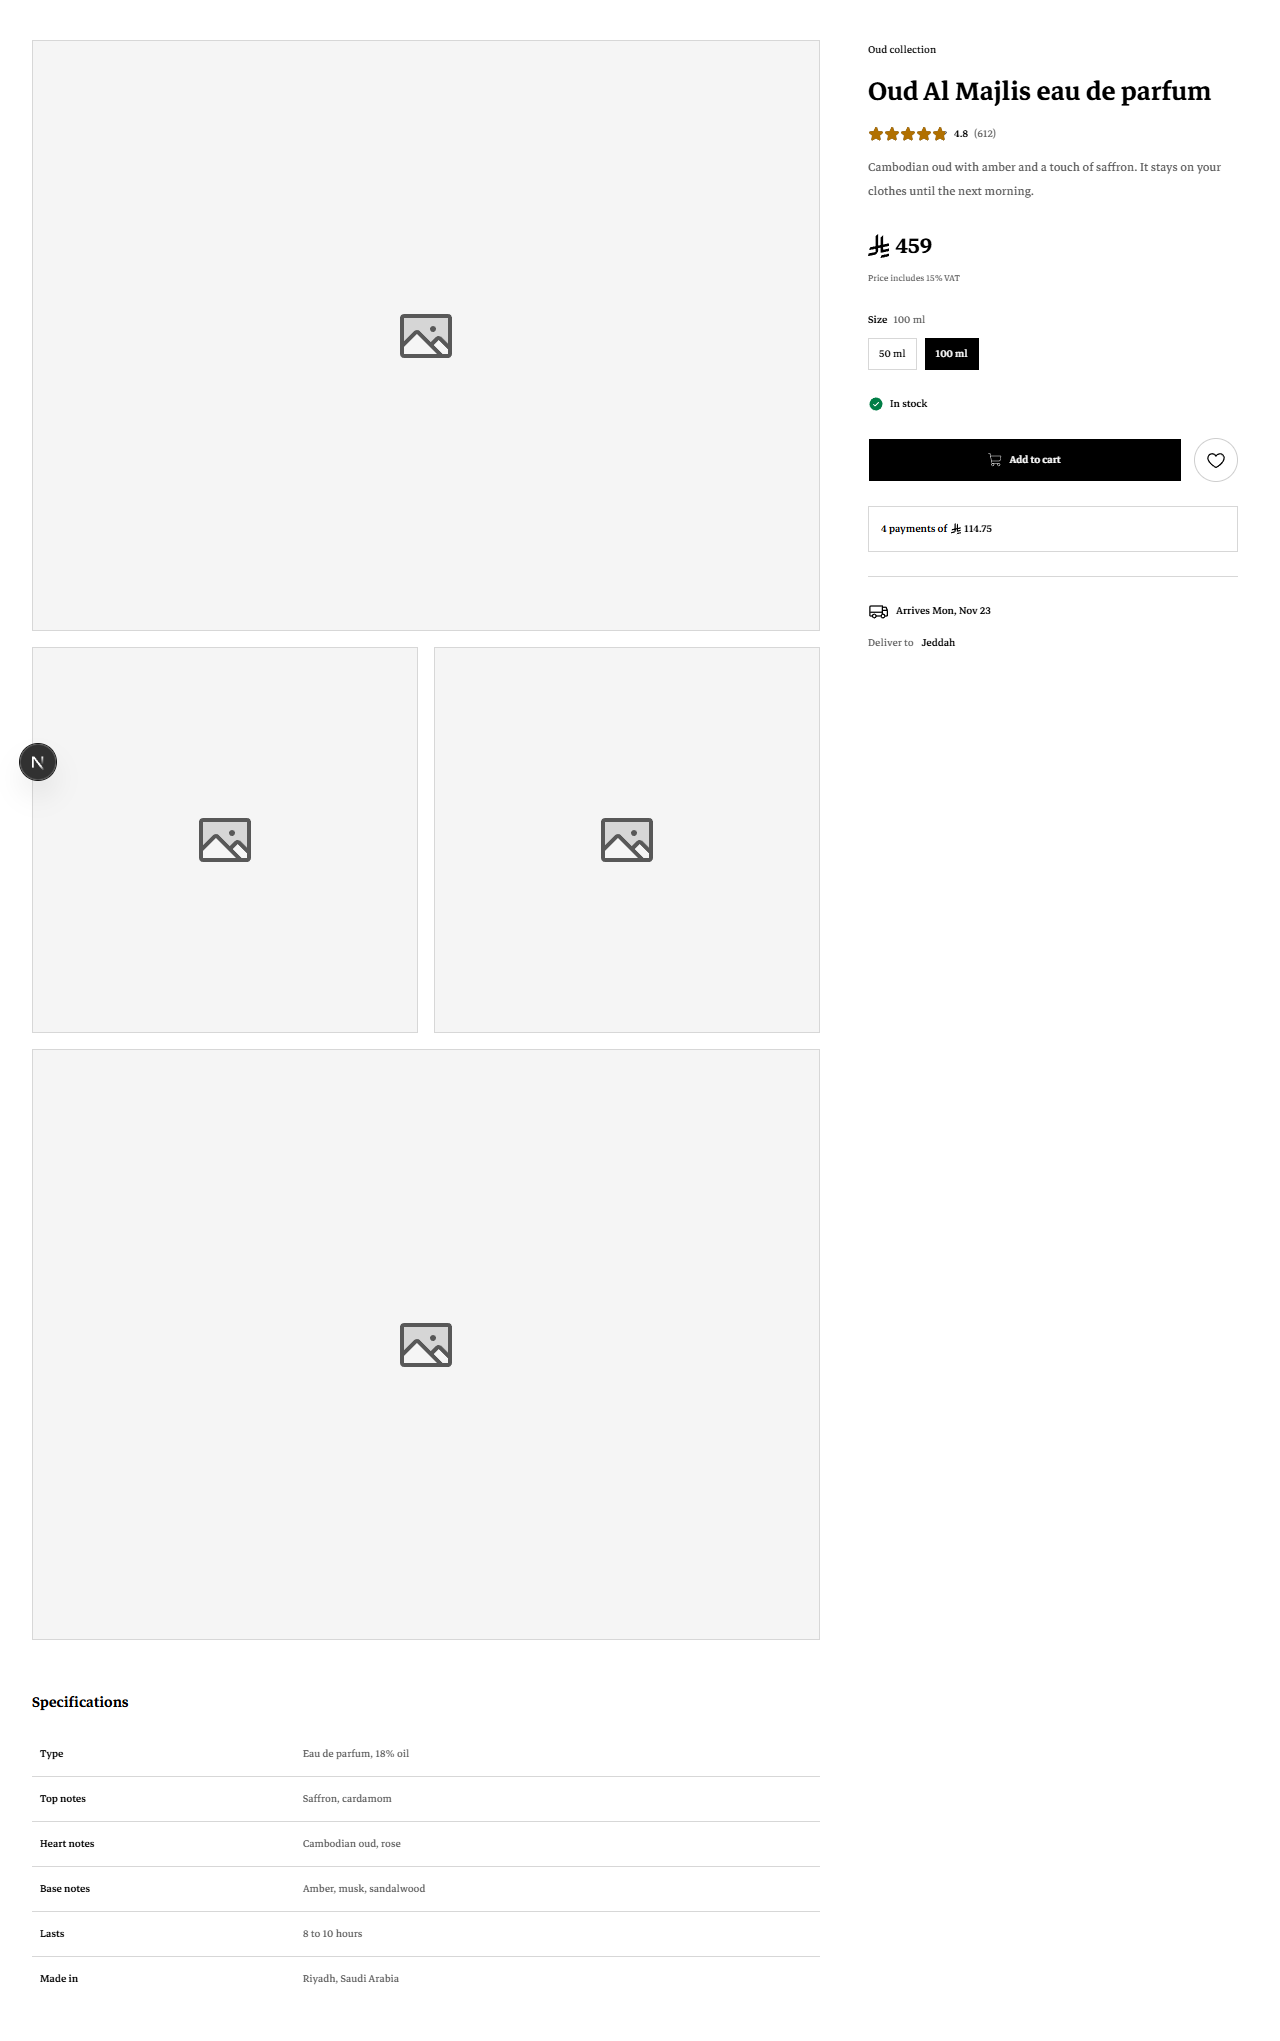 Oud collection
Oud Al Majlis eau de parfum
4.8 (612)
Cambodian oud with amber and a touch of saffron. It stays on your
clothes until the next morning.
⃁ 459
Price includes 15% VAT
Size 100 ml
50 ml 100 ml
In stock
Add to cart
4 payments of ⃁ 114.75
Arrives Mon, Nov 23
Deliver to Jeddah
N
Specifications
Type Eau de parfum, 18% oil
Top notes Saffron, cardamom
Heart notes Cambodian oud, rose
Base notes Amber, musk, sandalwood
Lasts 8 to 10 hours
Made in Riyadh, Saudi Arabia